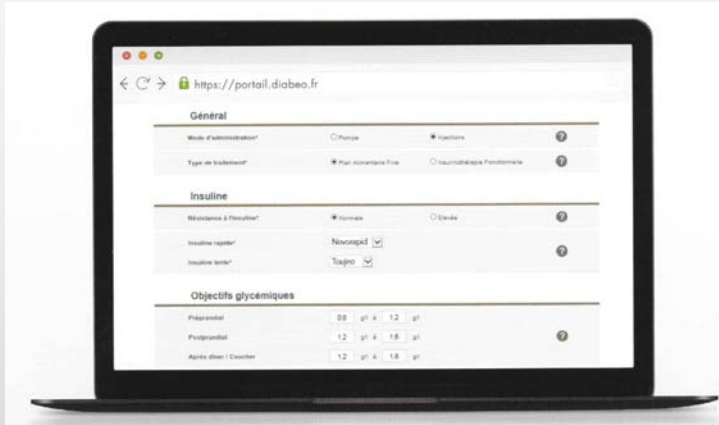 https://portail.diabeo.fr
Général
Mode d'administration* Pompe Injections ?
Type de traitement* Plan Alimentaire Fixe Insulinothérapie Fonctionnelle ?
Insuline
Résistance à l'insuline* Normale Elevée ?
Insuline rapide* Novorapid
?
Insuline lente* Toujeo
Objectifs glycémiques
Préprandial 0.8 g/l à 1.2 g/l
Postprandial 1.2 g/l à 1.6 g/l ?
Après dîner / Coucher 1.2 g/l à 1.8 g/l